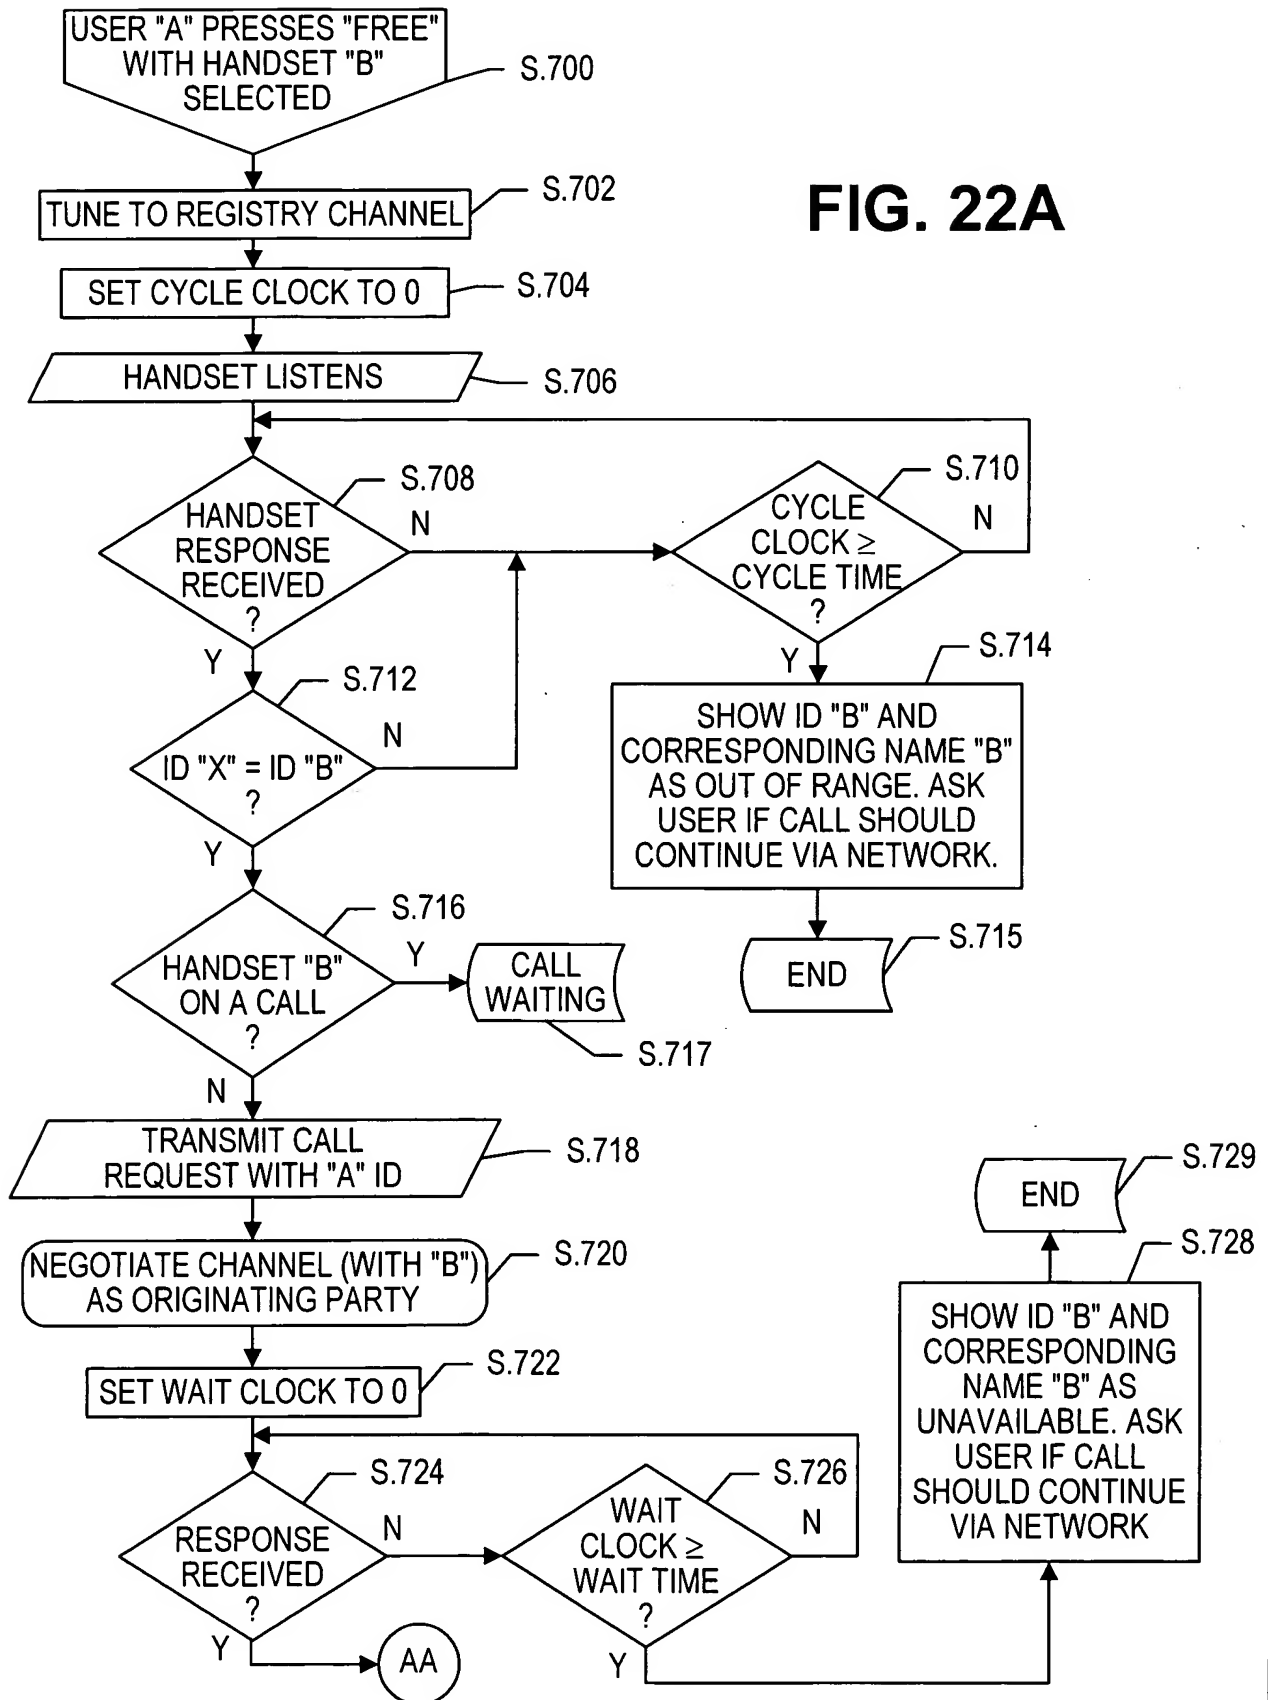 USER "A" PRESSES "FREE"
WITH HANDSET "B"
SELECTED
S.700
FIG. 22A
TUNE TO REGISTRY CHANNEL
S.702
SET CYCLE CLOCK TO 0
S.704
HANDSET LISTENS
S.706
HANDSET
RESPONSE
RECEIVED
?
S.708
N
Y
CYCLE
CLOCK ≥
CYCLE TIME
?
S.710
N
Y
ID "X" = ID "B"
?
S.712
N
Y
SHOW ID "B" AND
CORRESPONDING NAME "B"
AS OUT OF RANGE. ASK
USER IF CALL SHOULD
CONTINUE VIA NETWORK.
S.714
END
S.715
HANDSET "B"
ON A CALL
?
S.716
Y
N
CALL
WAITING
S.717
TRANSMIT CALL
REQUEST WITH "A" ID
S.718
NEGOTIATE CHANNEL (WITH "B")
AS ORIGINATING PARTY
S.720
SET WAIT CLOCK TO 0
S.722
RESPONSE
RECEIVED
?
S.724
N
Y
AA
WAIT
CLOCK ≥
WAIT TIME
?
S.726
N
Y
SHOW ID "B" AND
CORRESPONDING
NAME "B" AS
UNAVAILABLE. ASK
USER IF CALL
SHOULD CONTINUE
VIA NETWORK
S.728
END
S.729